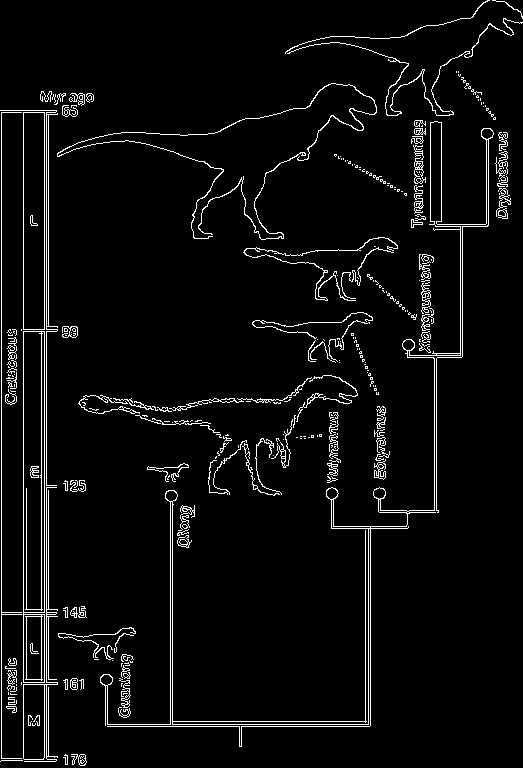 Myr ago
65
Dryptosaurus
Tyrannosauridae
L
Xiongguanlong
99
Cretaceous
E
125
Yutyrannus
Eotyrannus
Dilong
145
L
Guanlong
161
Jurassic
M
176